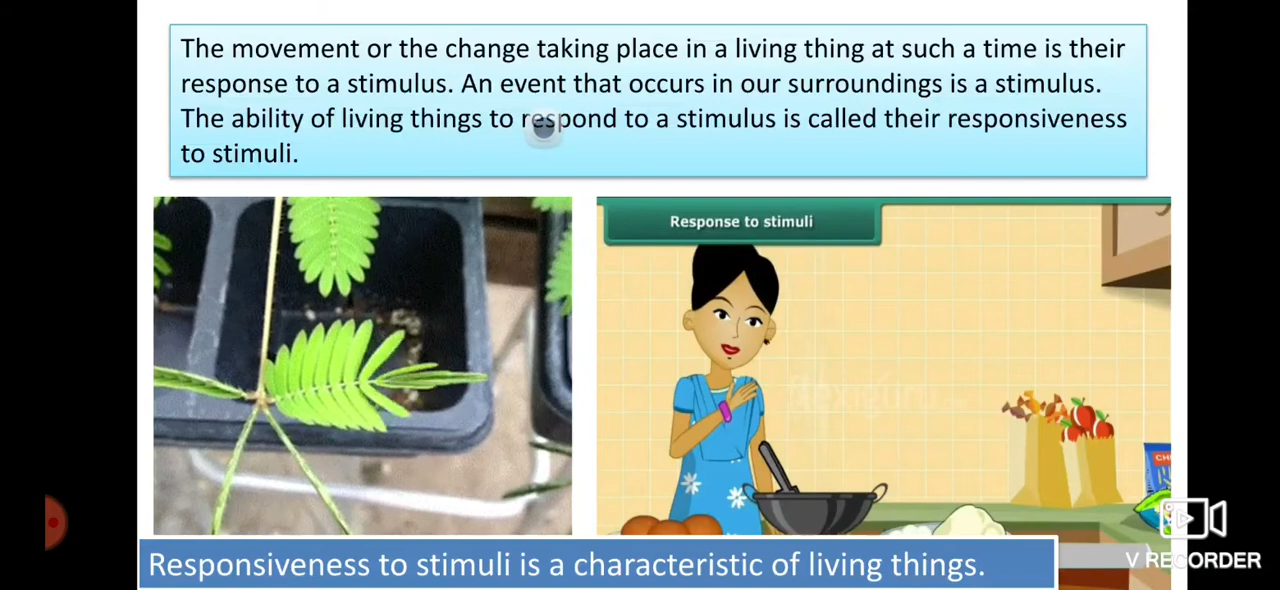 The movement or the change taking place in a living thing at such a time is their
response to a stimulus. An event that occurs in our surroundings is a stimulus.
The ability of living things to respond to a stimulus is called their responsiveness
to stimuli.
Response to stimuli
CH
V RECORDER
Responsiveness to stimuli is a characteristic of living things.